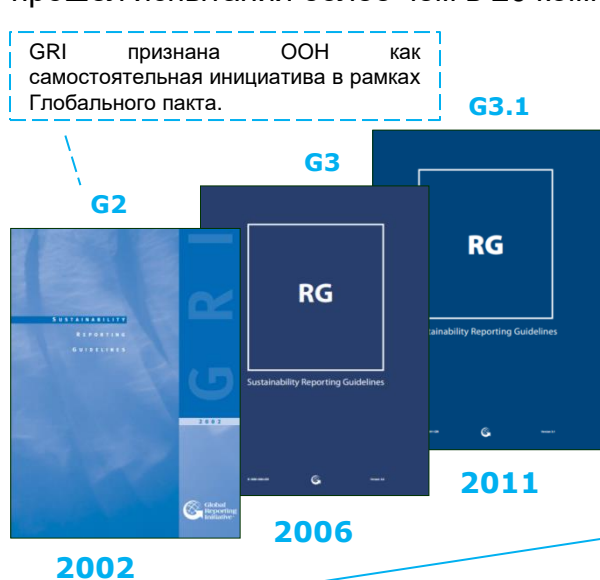 GRI признана ООН как
самостоятельная инициатива в рамках
Глобального пакта.
G3.1
G3
G2
RG
RG
SUSTAINABILITY
REPORTING
GUIDELINES
GRI
Sustainability Reporting Guidelines
Sustainability Reporting Guidelines
2002
Global
Reporting
Initiative
2011
2006
2002